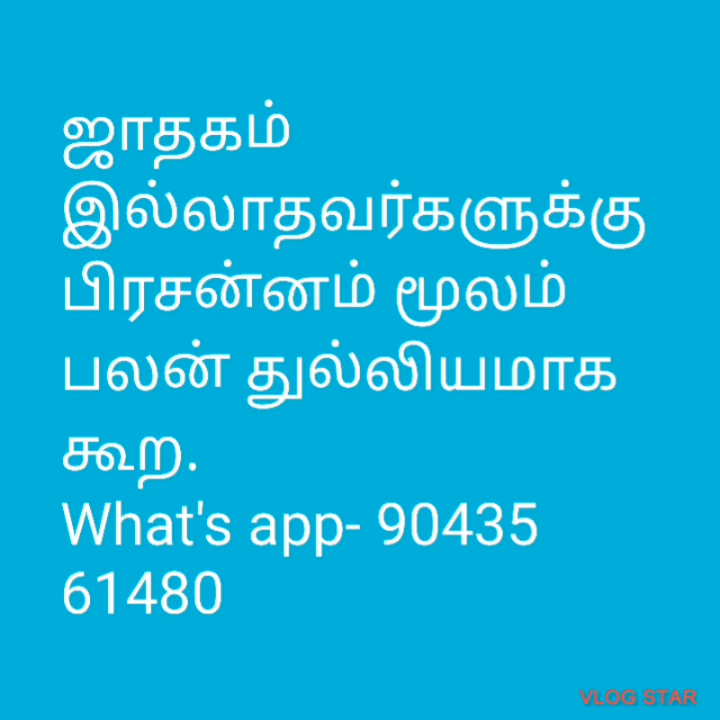 ஜாதகம்
இல்லாதவர்களுக்கு
பிரசன்னம் மூலம்
பலன் துல்லியமாக
கூற.
What's app- 90435
61480
VLOG STAR